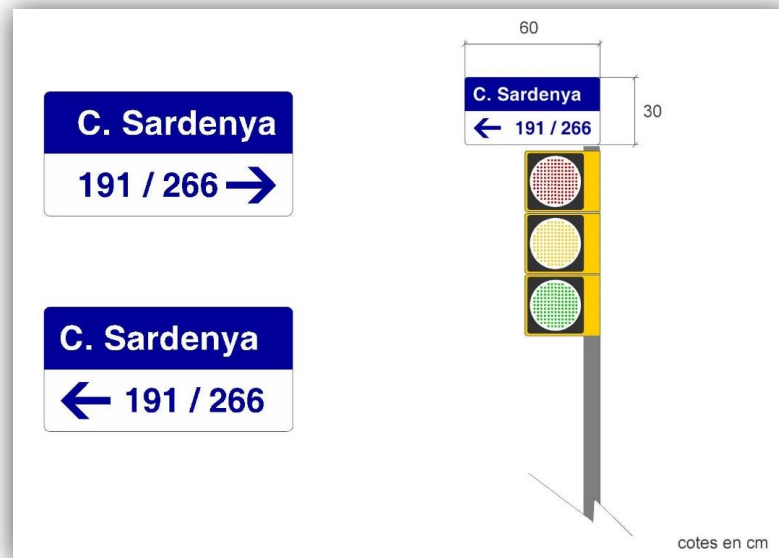 C. Sardenya
191 / 266 →
C. Sardenya
← 191 / 266
60
C. Sardenya
← 191 / 266
30
cotes en cm